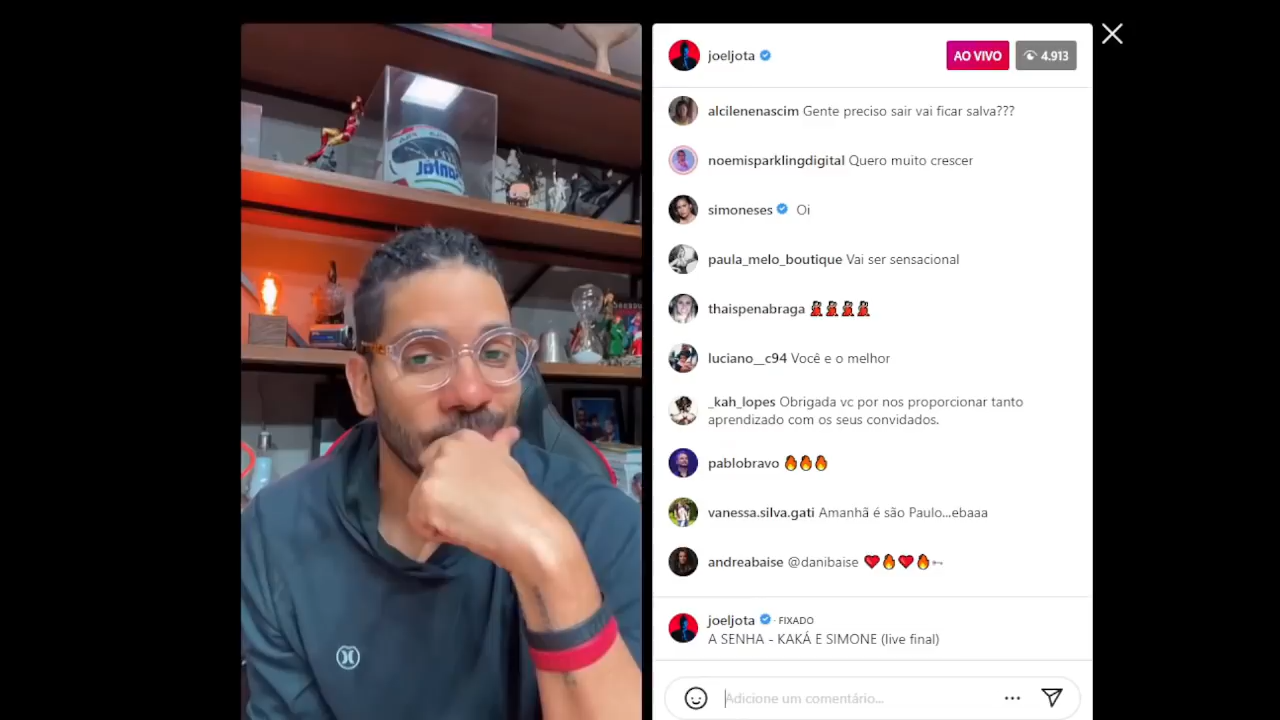 joeljota
AO VIVO
4.913
alcilenenascim Gente preciso sair vai ficar salva???
noemisparklingdigital Quero muito crescer
simoneses Oi
paula_melo_boutique Vai ser sensacional
thaispenabraga
luciano__c94 Você e o melhor
_kah_lopes Obrigada vc por nos proporcionar tanto
aprendizado com os seus convidados.
pablobravo
vanessa.silva.gati Amanhã é são Paulo...ebaaa
andreabaise @danibaise
joeljota · FIXADO
A SENHA - KAKÁ E SIMONE (live final)
Adicione um comentário...